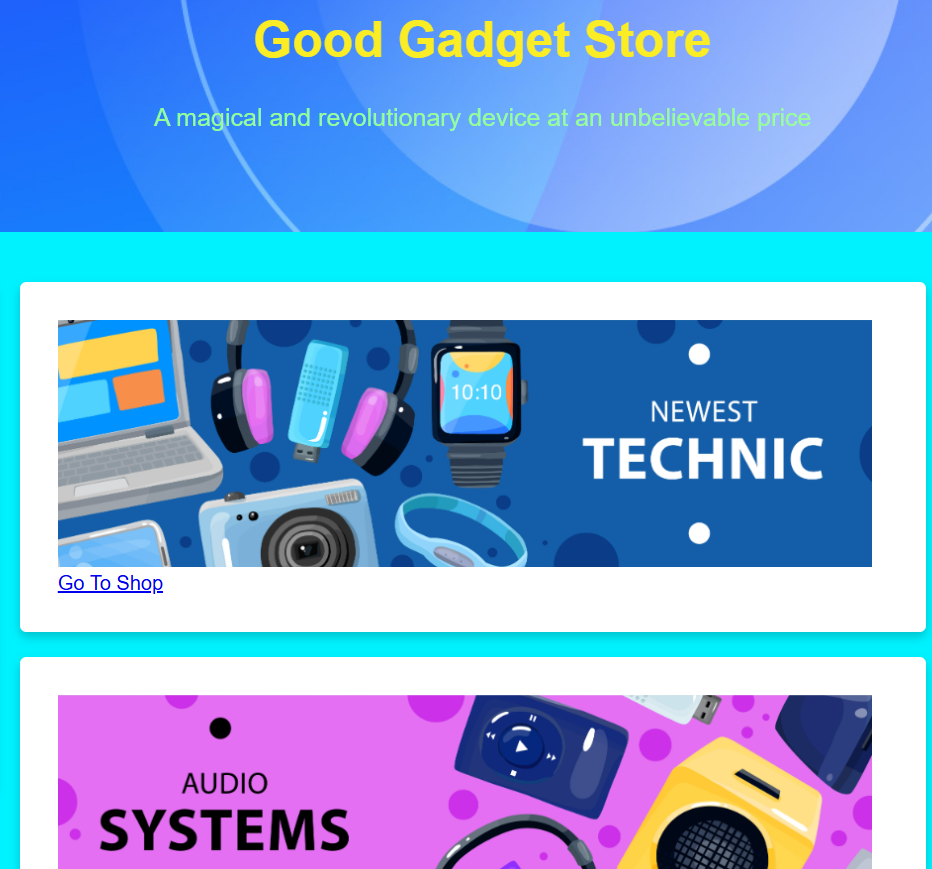 Good Gadget Store
A magical and revolutionary device at an unbelievable price
10:10
NEWEST
TECHNIC
Go To Shop
AUDIO
SYSTEMS